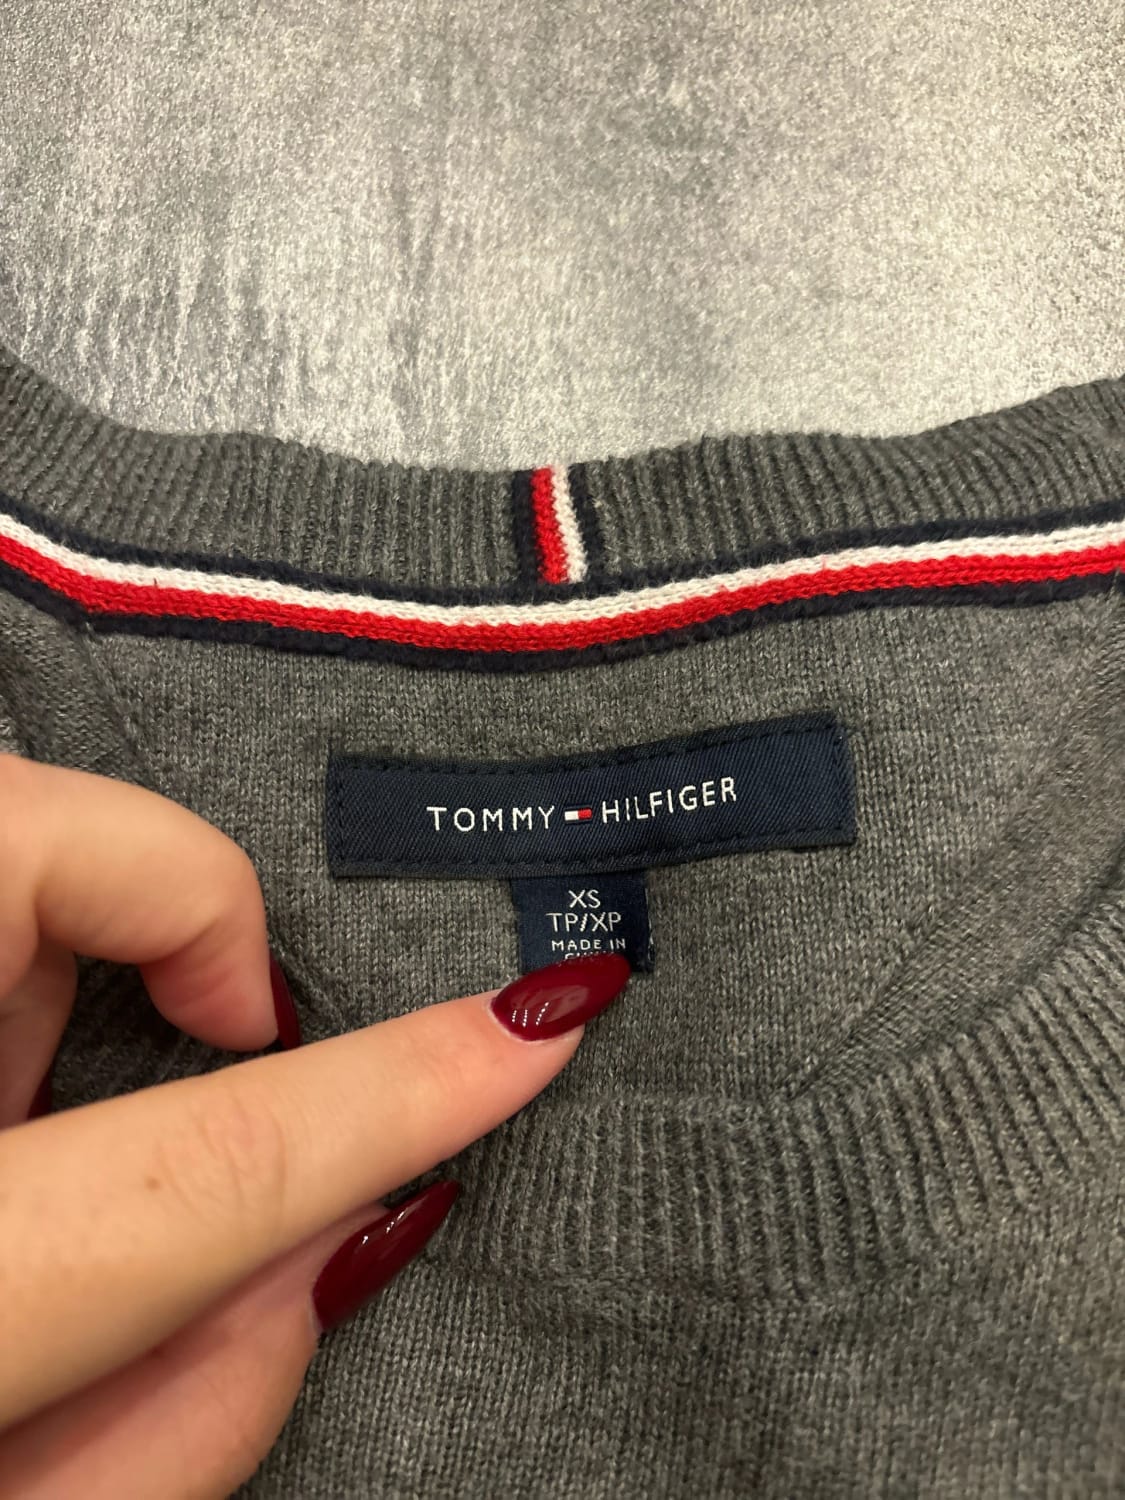 TOMMY HILFIGER
XS
TP/XP
MADE IN